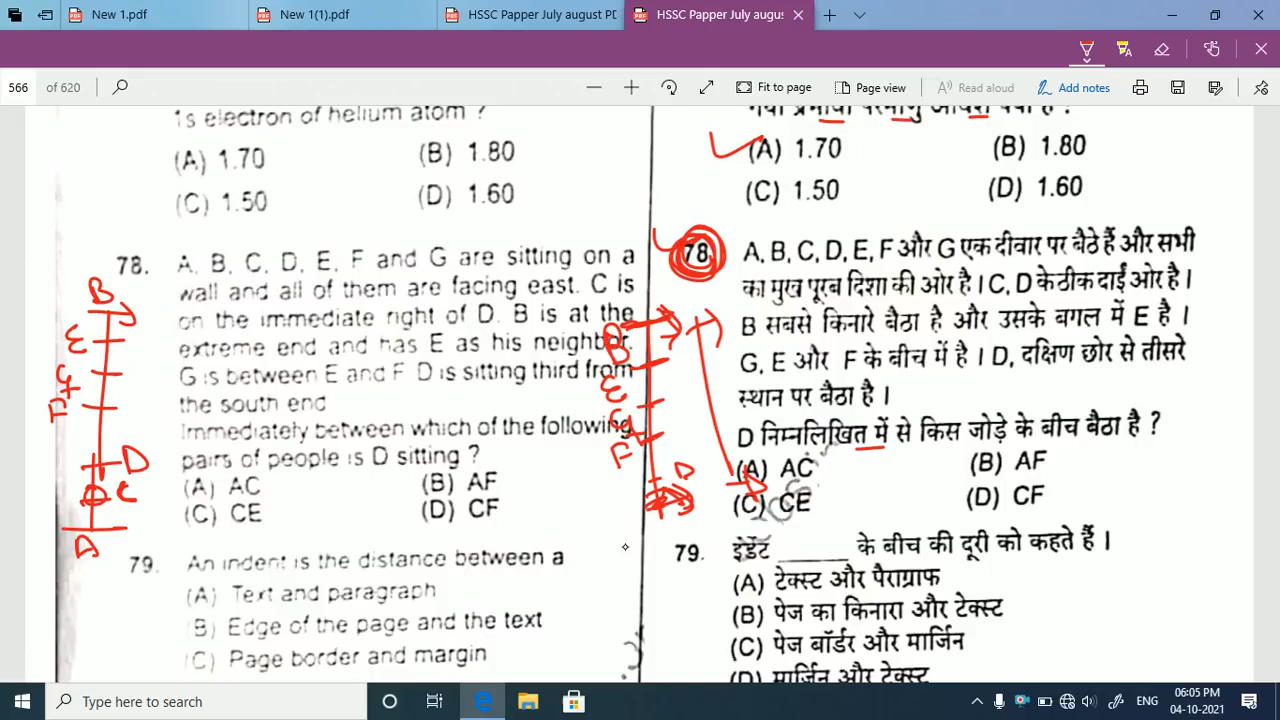 New 1.pdf
New 1(1).pdf
HSSC Papper July august PD
HSSC Papper July augus
566 of 620
Fit to page
Page view
Read aloud
Add notes
1s electron of helium atom ?
(A) 1.70
(B) 1.80
(C) 1.50
(D) 1.60
78. A, B, C, D, E, F and G are sitting on a
wall and all of them are facing east. C is
on the immediate right of D. B is at the
extreme end and has E as his neighbor.
G is between E and F. D is sitting third from
the south end
Immediately between which of the following
pairs of people is D sitting ?
(A) AC
(B) AF
(C) CE
(D) CF
79. An indent is the distance between a
(A) Text and paragraph
(B) Edge of the page and the text
(C) Page border and margin
B
E
D
C
A
(A) 1.70
(B) 1.80
(C) 1.50
(D) 1.60
78 A, B, C, D, E, F और G एक दीवार पर बैठे हैं और सभी
का मुख पूरब दिशा की ओर है । C, D के ठीक दाईं ओर है ।
B सबसे किनारे बैठा है और उसके बगल में E है ।
G, E और F के बीच में है । D, दक्षिण छोर से तीसरे
स्थान पर बैठा है ।
D निम्नलिखित में से किस जोड़े के बीच बैठा है ?
(A) AC
(B) AF
(C) CE
(D) CF
79. इंडेंट ______ के बीच की दूरी को कहते हैं ।
(A) टेक्स्ट और पैराग्राफ
(B) पेज का किनारा और टेक्स्ट
(C) पेज बॉर्डर और मार्जिन
(D) मार्जिन और टेक्स्ट
Type here to search
ENG
06:05 PM
04-10-2021